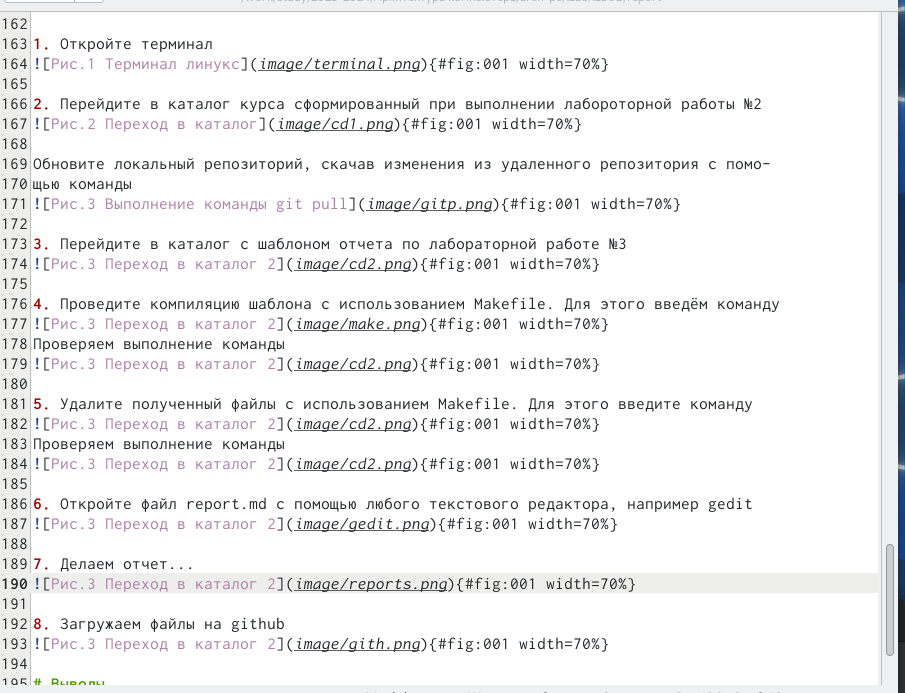 162
163 1. Откройте терминал
164 ![Рис.1 Терминал линукс](image/terminal.png){#fig:001 width=70%}
165
166 2. Перейдите в каталог курса сформированный при выполнении лабороторной работы №2
167 ![Рис.2 Переход в каталог](image/cd1.png){#fig:001 width=70%}
168
169 Обновите локальный репозиторий, скачав изменения из удаленного репозитория с помо-
170 щью команды
171 ![Рис.3 Выполнение команды git pull](image/gitp.png){#fig:001 width=70%}
172
173 3. Перейдите в каталог с шаблоном отчета по лабораторной работе №3
174 ![Рис.3 Переход в каталог 2](image/cd2.png){#fig:001 width=70%}
175
176 4. Проведите компиляцию шаблона с использованием Makefile. Для этого введём команду
177 ![Рис.3 Переход в каталог 2](image/make.png){#fig:001 width=70%}
178 Проверяем выполнение команды
179 ![Рис.3 Переход в каталог 2](image/cd2.png){#fig:001 width=70%}
180
181 5. Удалите полученный файлы с использованием Makefile. Для этого введите команду
182 ![Рис.3 Переход в каталог 2](image/cd2.png){#fig:001 width=70%}
183 Проверяем выполнение команды
184 ![Рис.3 Переход в каталог 2](image/cd2.png){#fig:001 width=70%}
185
186 6. Откройте файл report.md с помощью любого текстового редактора, например gedit
187 ![Рис.3 Переход в каталог 2](image/gedit.png){#fig:001 width=70%}
188
189 7. Делаем отчет...
190 ![Рис.3 Переход в каталог 2](image/reports.png){#fig:001 width=70%}
191
192 8. Загружаем файлы на github
193 ![Рис.3 Переход в каталог 2](image/gith.png){#fig:001 width=70%}
194
195 # Выводы